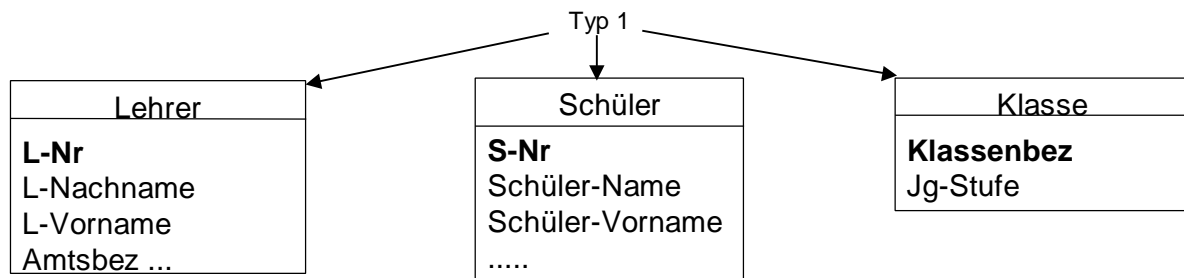 Typ 1
Lehrer
L-Nr
L-Nachname
L-Vorname
Amtsbez ...
Schüler
S-Nr
Schüler-Name
Schüler-Vorname
.....
Klasse
Klassenbez
Jg-Stufe